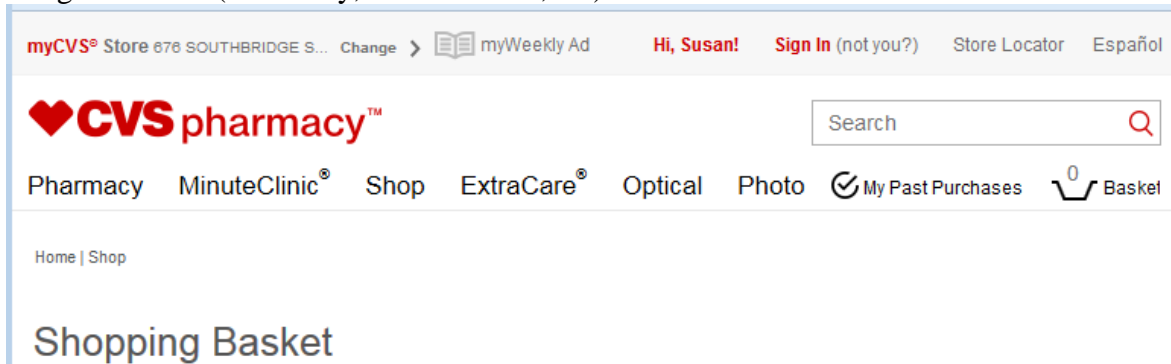 myCVS® Store 676 SOUTHBRIDGE S... Change > myWeekly Ad Hi, Susan! Sign In (not you?) Store Locator Español
CVS pharmacy™ Search
Pharmacy MinuteClinic® Shop ExtraCare® Optical Photo My Past Purchases 0 Basket
Home | Shop
Shopping Basket